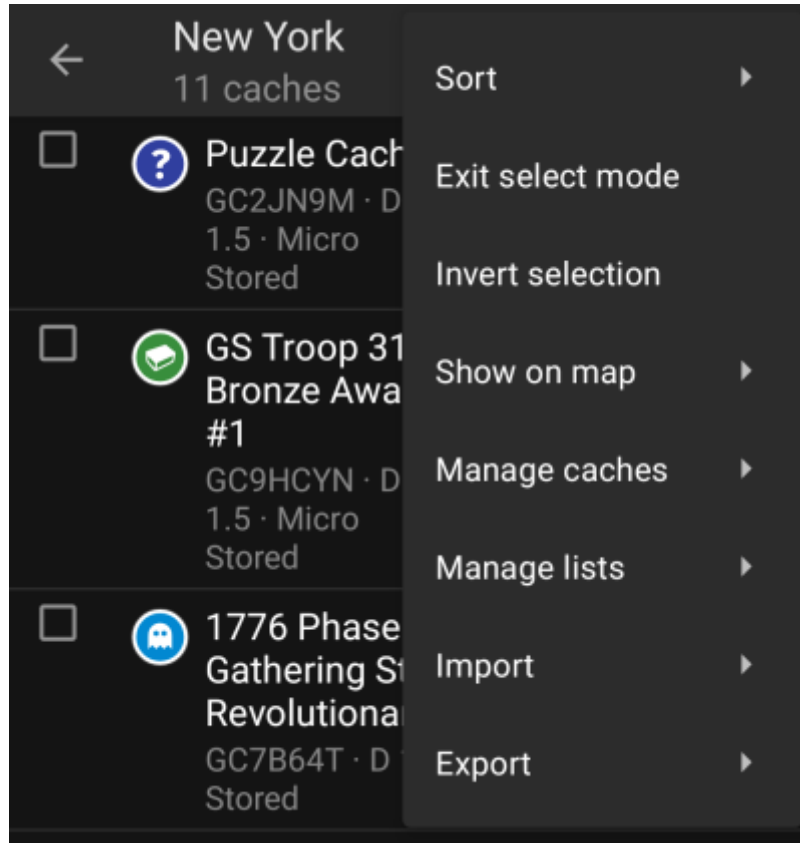 New York
11 caches
Puzzle Cach
GC2JN9M · D
1.5 · Micro
Stored
GS Troop 31
Bronze Awa
#1
GC9HCYN · D
1.5 · Micro
Stored
1776 Phase
Gathering St
Revolutiona
GC7B64T · D
Stored
Sort
Exit select mode
Invert selection
Show on map
Manage caches
Manage lists
Import
Export